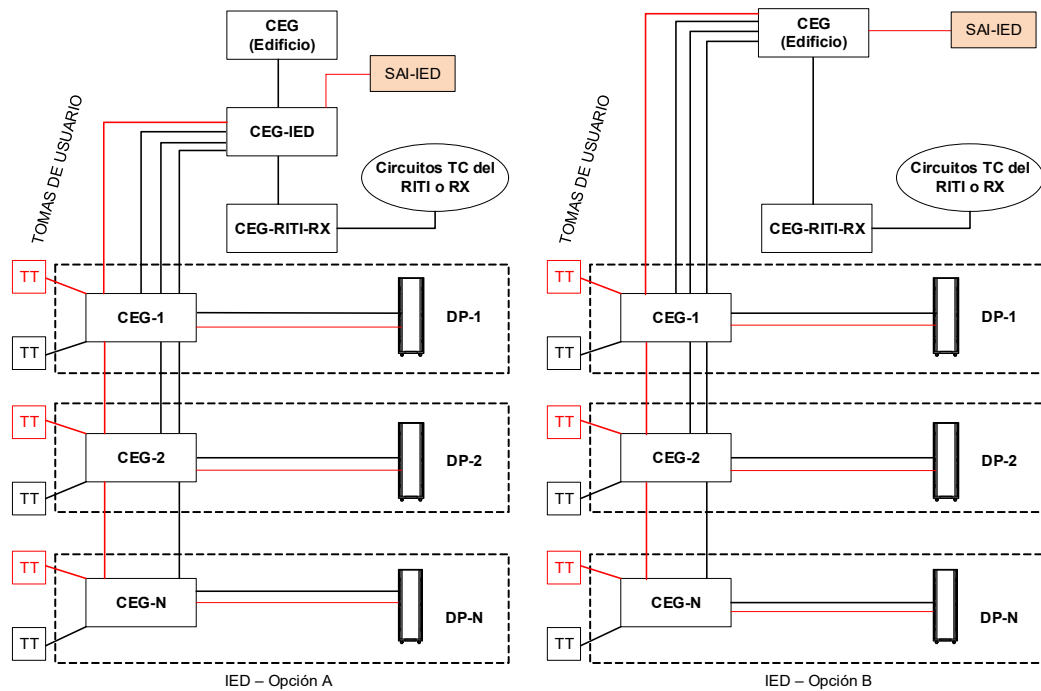 CEG
(Edificio)
SAI-IED
TOMAS DE USUARIO
CEG-IED
Circuitos TC del
RITI o RX
CEG-RITI-RX
TT
CEG-1
DP-1
TT
TT
CEG-2
DP-2
TT
TT
CEG-N
DP-N
TT
IED – Opción A
CEG
(Edificio)
SAI-IED
TOMAS DE USUARIO
Circuitos TC del
RITI o RX
CEG-RITI-RX
TT
CEG-1
DP-1
TT
TT
CEG-2
DP-2
TT
TT
CEG-N
DP-N
TT
IED – Opción B